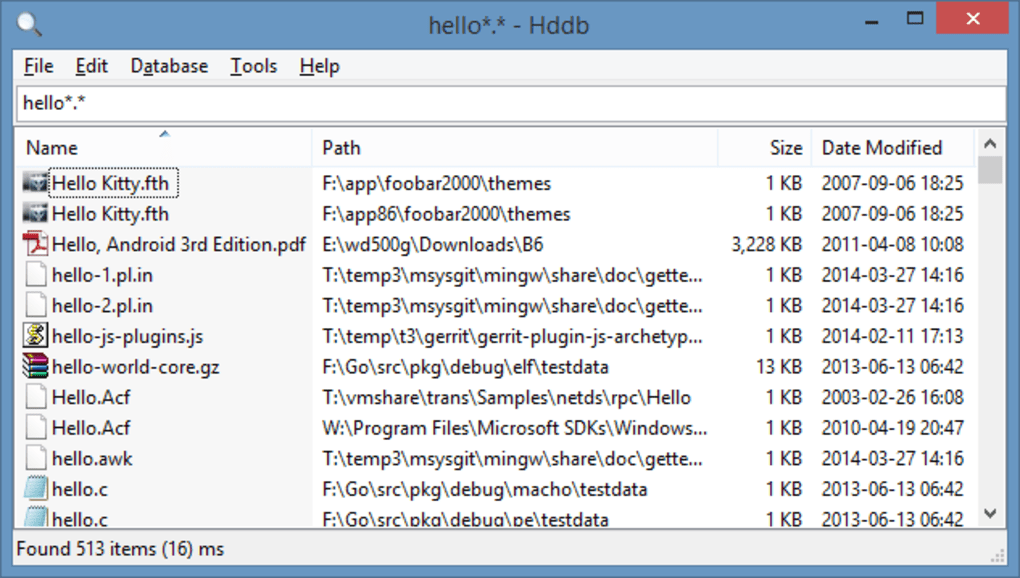 hello*.* - Hddb
File Edit Database Tools Help
hello*.*
Name Path Size Date Modified
Hello Kitty.fth F:\app\foobar2000\themes 1 KB 2007-09-06 18:25
Hello Kitty.fth F:\app86\foobar2000\themes 1 KB 2007-09-06 18:25
Hello, Android 3rd Edition.pdf E:\wd500g\Downloads\B6 3,228 KB 2011-04-08 10:08
hello-1.pl.in T:\temp3\msysgit\mingw\share\doc\gette... 1 KB 2014-03-27 14:16
hello-2.pl.in T:\temp3\msysgit\mingw\share\doc\gette... 1 KB 2014-03-27 14:16
hello-js-plugins.js T:\temp\t3\gerrit\gerrit-plugin-js-archetyp... 1 KB 2014-02-11 17:13
hello-world-core.gz F:\Go\src\pkg\debug\elf\testdata 13 KB 2013-06-13 06:42
Hello.Acf T:\vmshare\trans\Samples\netds\rpc\Hello 1 KB 2003-02-26 16:08
Hello.Acf W:\Program Files\Microsoft SDKs\Windows... 1 KB 2010-04-19 20:47
hello.awk T:\temp3\msysgit\mingw\share\doc\gette... 1 KB 2014-03-27 14:16
hello.c F:\Go\src\pkg\debug\macho\testdata 1 KB 2013-06-13 06:42
hello.c F:\Go\src\pkg\debug\pe\testdata 1 KB 2013-06-13 06:42
Found 513 items (16) ms